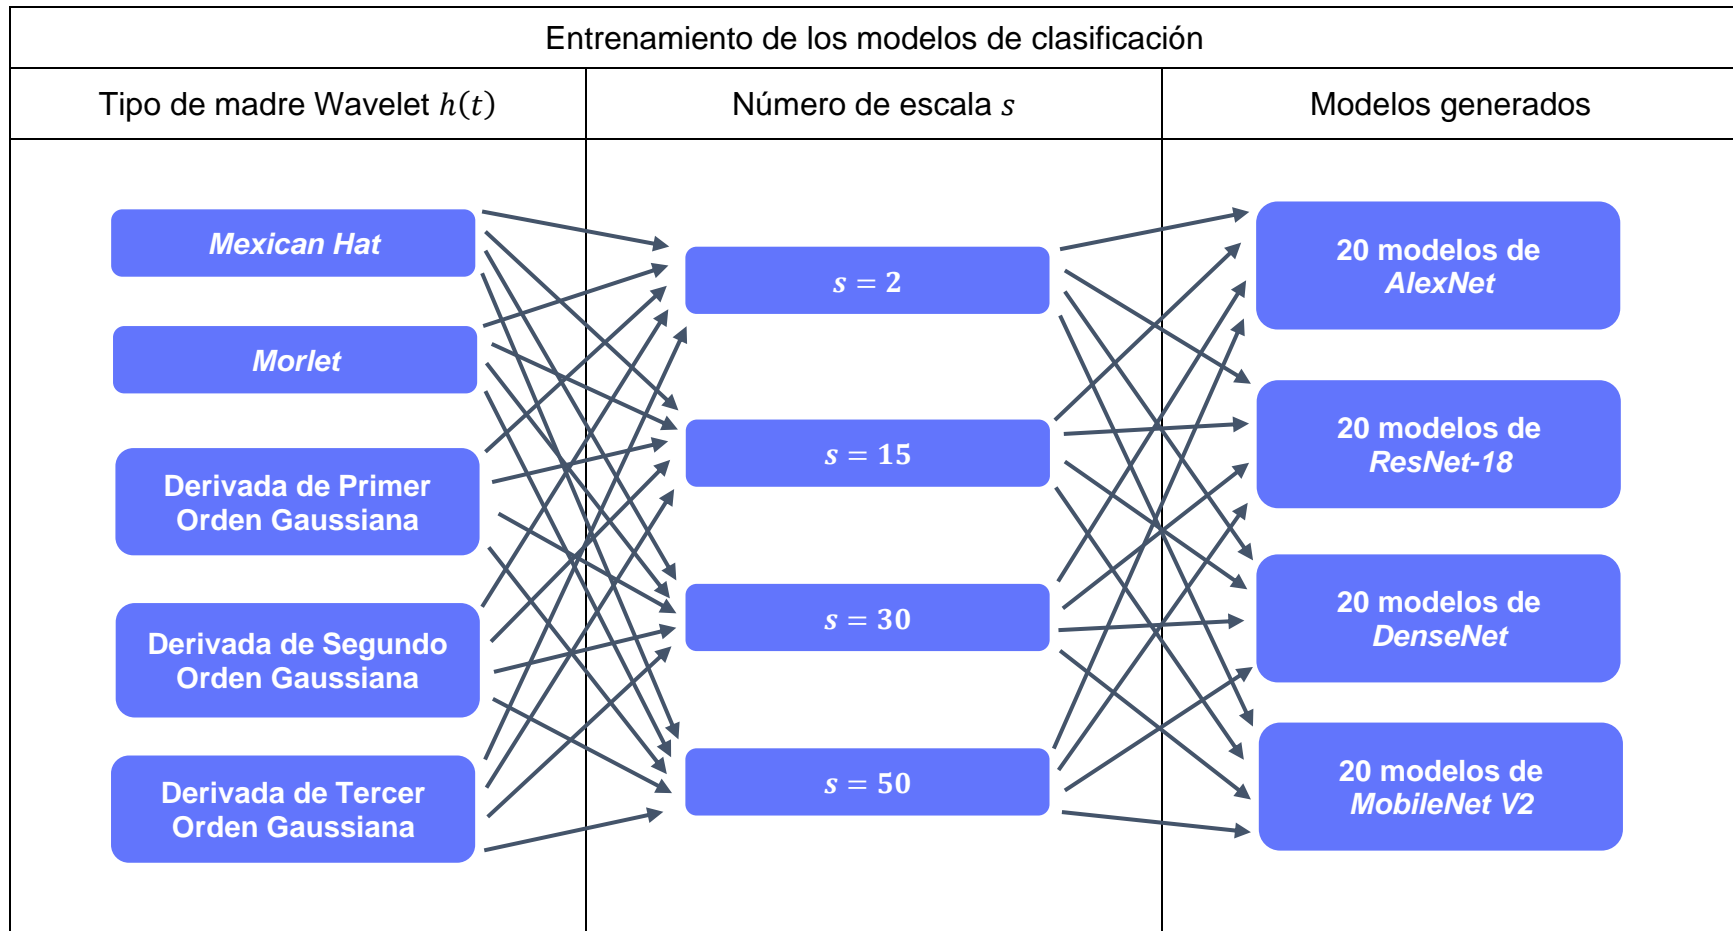 Entrenamiento de los modelos de clasificación
Tipo de madre Wavelet h(t)
Número de escala s
Modelos generados
Mexican Hat
Morlet
Derivada de Primer
Orden Gaussiana
Derivada de Segundo
Orden Gaussiana
Derivada de Tercer
Orden Gaussiana
s = 2
s = 15
s = 30
s = 50
20 modelos de
AlexNet
20 modelos de
ResNet-18
20 modelos de
DenseNet
20 modelos de
MobileNet V2